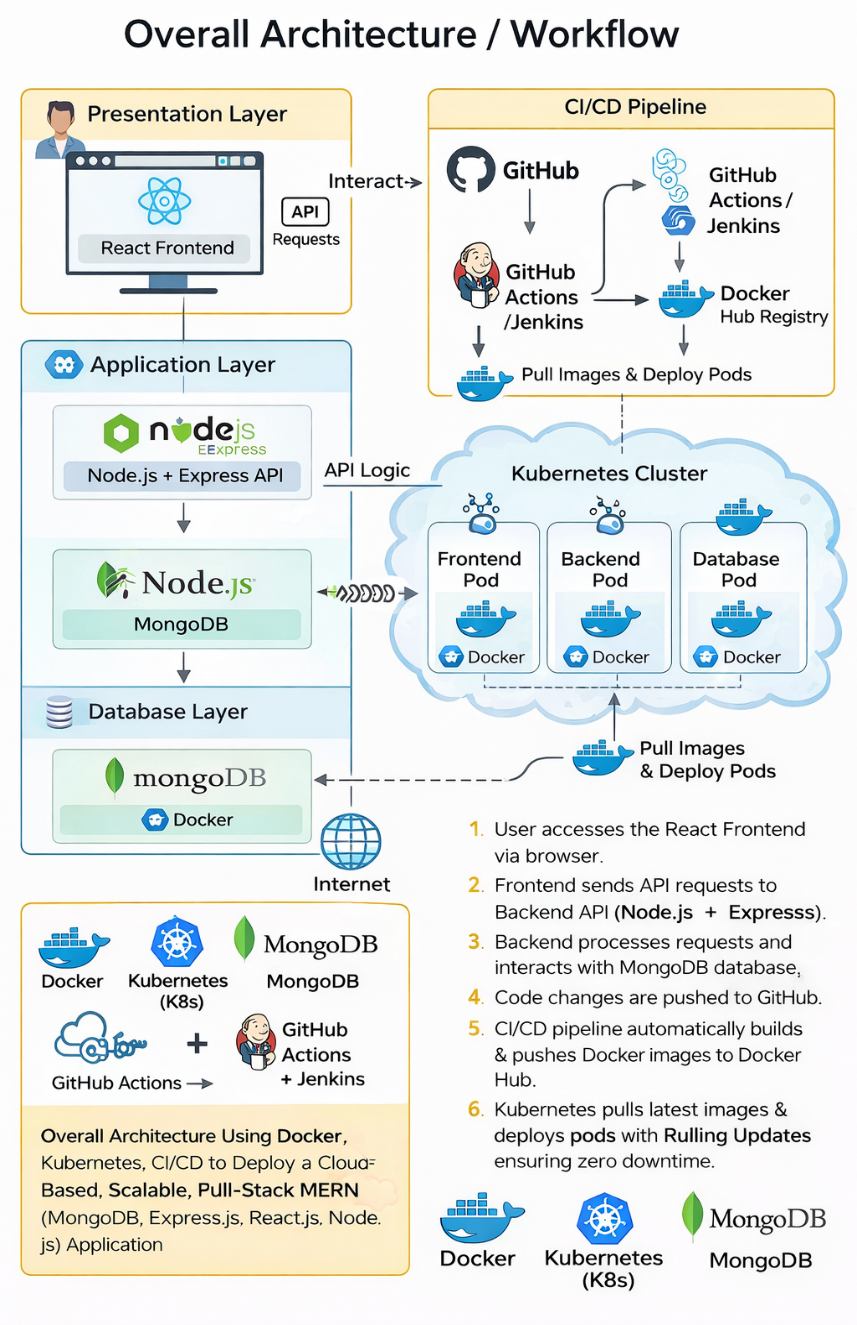 Overall Architecture / Workflow
Presentation Layer
React Frontend
API
Requests
Interact
CI/CD Pipeline
GitHub
GitHub
Actions
/Jenkins
GitHub
Actions /
Jenkins
Docker
Hub Registry
Pull Images & Deploy Pods
Application Layer
nodejs
EExpress
Node.js + Express API
API Logic
Node.js
MongoDB
Database Layer
mongoDB
Docker
Internet
Kubernetes Cluster
Frontend
Pod
Docker
Backend
Pod
Docker
Database
Pod
Docker
Pull Images
& Deploy Pods
1. User accesses the React Frontend
via browser.
2. Frontend sends API requests to
Backend API (Node.js + Expresss).
3. Backend processes requests and
interacts with MongoDB database,
4. Code changes are pushed to GitHub.
5. CI/CD pipeline automatically builds
& pushes Docker images to Docker
Hub.
6. Kubernetes pulls latest images &
deploys pods with Rulling Updates
ensuring zero downtime.
Docker
Kubernetes
(K8s)
MongoDB
MongoDB
GitHub Actions
+
GitHub
Actions
+ Jenkins
Overall Architecture Using Docker,
Kubernetes, CI/CD to Deploy a Cloud-
Based, Scalable, Pull-Stack MERN
(MongoDB, Express.js, React.js, Node.
js) Application
Docker
Kubernetes
(K8s)
MongoDB
MongoDB